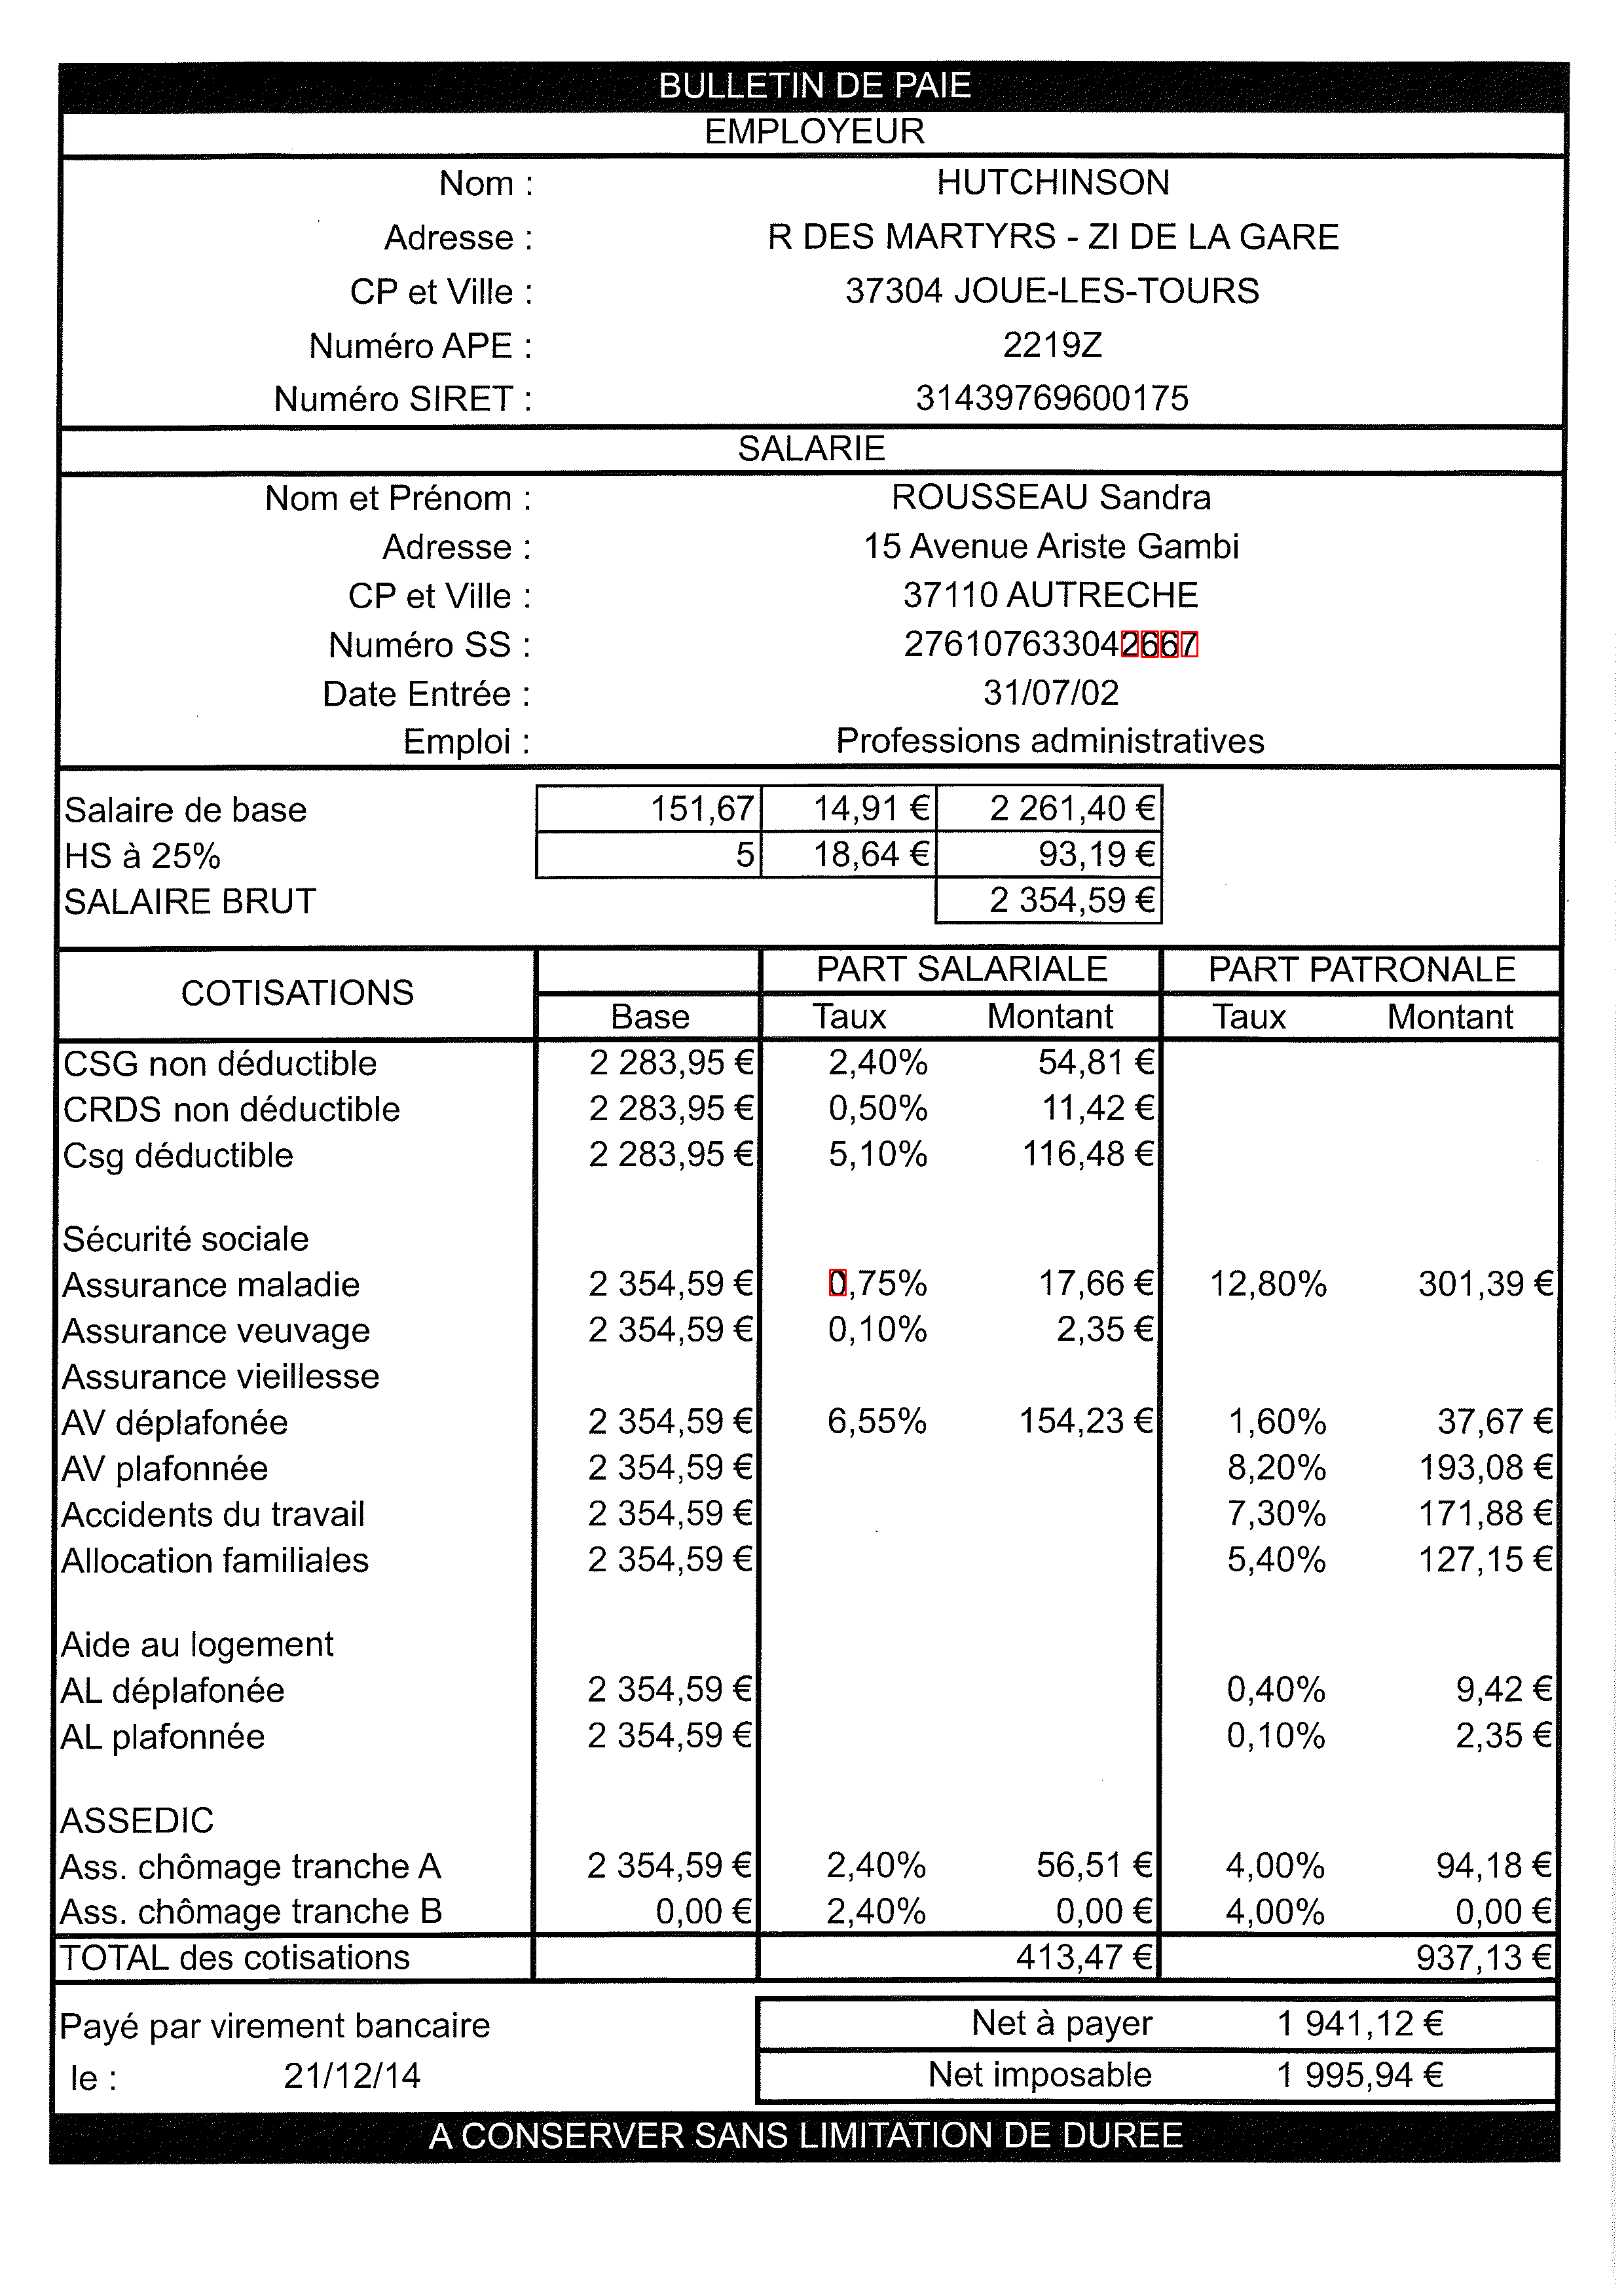 BULLETIN DE PAIE
EMPLOYEUR
Nom : HUTCHINSON
Adresse : R DES MARTYRS - ZI DE LA GARE
CP et Ville : 37304 JOUE-LES-TOURS
Numéro APE : 2219Z
Numéro SIRET : 31439769600175
SALARIE
Nom et Prénom : ROUSSEAU Sandra
Adresse : 15 Avenue Ariste Gambi
CP et Ville : 37110 AUTRECHE
Numéro SS : 276107633042667
Date Entrée : 31/07/02
Emploi : Professions administratives
Salaire de base 151,67 14,91 € 2 261,40 €
HS à 25% 5 18,64 € 93,19 €
SALAIRE BRUT 2 354,59 €
COTISATIONS PART SALARIALE PART PATRONALE
Base Taux Montant Taux Montant
CSG non déductible 2 283,95 € 2,40% 54,81 €
CRDS non déductible 2 283,95 € 0,50% 11,42 €
Csg déductible 2 283,95 € 5,10% 116,48 €
Sécurité sociale
Assurance maladie 2 354,59 € 0,75% 17,66 € 12,80% 301,39 €
Assurance veuvage 2 354,59 € 0,10% 2,35 €
Assurance vieillesse
AV déplafonée 2 354,59 € 6,55% 154,23 € 1,60% 37,67 €
AV plafonnée 2 354,59 € 8,20% 193,08 €
Accidents du travail 2 354,59 € 7,30% 171,88 €
Allocation familiales 2 354,59 € 5,40% 127,15 €
Aide au logement
AL déplafonée 2 354,59 € 0,40% 9,42 €
AL plafonnée 2 354,59 € 0,10% 2,35 €
ASSEDIC
Ass. chômage tranche A 2 354,59 € 2,40% 56,51 € 4,00% 94,18 €
Ass. chômage tranche B 0,00 € 2,40% 0,00 € 4,00% 0,00 €
TOTAL des cotisations 413,47 € 937,13 €
Payé par virement bancaire Net à payer 1 941,12 €
le : 21/12/14 Net imposable 1 995,94 €
A CONSERVER SANS LIMITATION DE DUREE